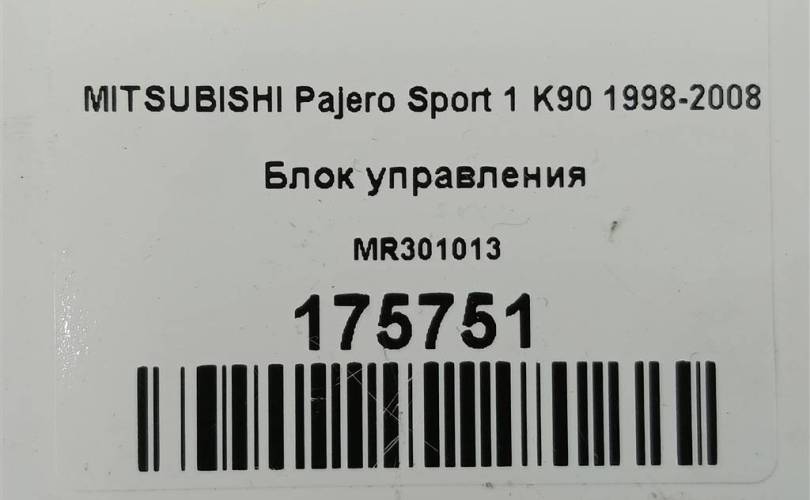 MITSUBISHI Pajero Sport 1 K90 1998-2008
Блок управления
MR301013
175751